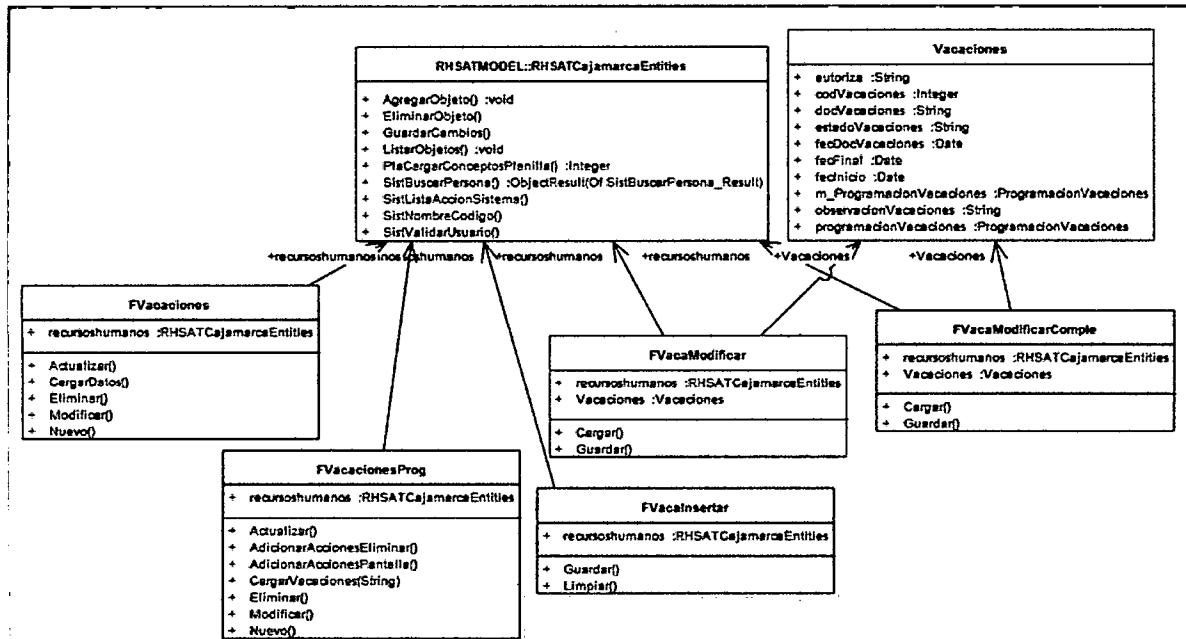 RHSATMODEL::RHSATCajamarcaEntities
+ AgregarObjeto() :void
+ EliminarObjeto()
+ GuardarCambios()
+ ListarObjetos() :void
+ PlaCargarConceptosPlanilla() :Integer
+ SistBuscarPersona() :ObjectResult(Of SistBuscarPersona_Result)
+ SistListaAccionSistema()
+ SistNombreCodigo()
+ SistValidarUsuario()
Vacaciones
+ autoriza :String
+ codVacaciones :Integer
+ docVacaciones :String
+ estadoVacaciones :String
+ fecDocVacaciones :Date
+ fecFinal :Date
+ fecInicio :Date
+ m_ProgramacionVacaciones :ProgramacionVacaciones
+ observacionVacaciones :String
+ programacionVacaciones :ProgramacionVacaciones
+recursoshumanos
+recursoshumanos
+recursoshumanos
+Vacaciones
+Vacaciones
FVacaciones
+ recursoshumanos :RHSATCajamarcaEntities
+ Actualizar()
+ CargarDatos()
+ Eliminar()
+ Modificar()
+ Nuevo()
FVacaModificar
+ recursoshumanos :RHSATCajamarcaEntities
+ Vacaciones :Vacaciones
+ Cargar()
+ Guardar()
FVacaModificarComple
+ recursoshumanos :RHSATCajamarcaEntities
+ Vacaciones :Vacaciones
+ Cargar()
+ Guardar()
FVacacionesProg
+ recursoshumanos :RHSATCajamarcaEntities
+ Actualizar()
+ AdicionarAccionesEliminar()
+ AdicionarAccionesPantalla()
+ CargarVacaciones(String)
+ Eliminar()
+ Modificar()
+ Nuevo()
FVacaInsertar
+ recursoshumanos :RHSATCajamarcaEntities
+ Guardar()
+ Limpiar()